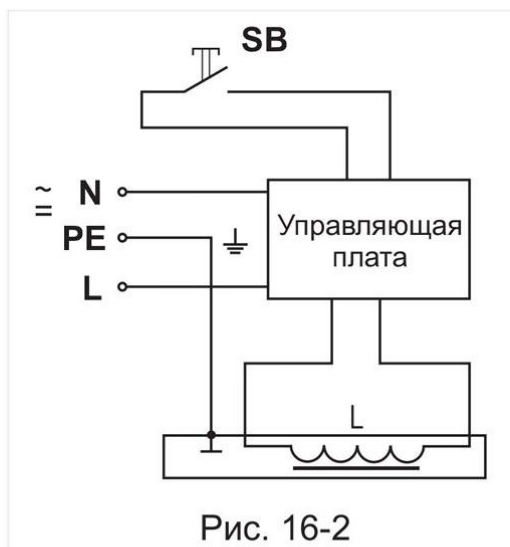 SB
~
=
N
PE
L
Управляющая
плата
L
Рис. 16-2